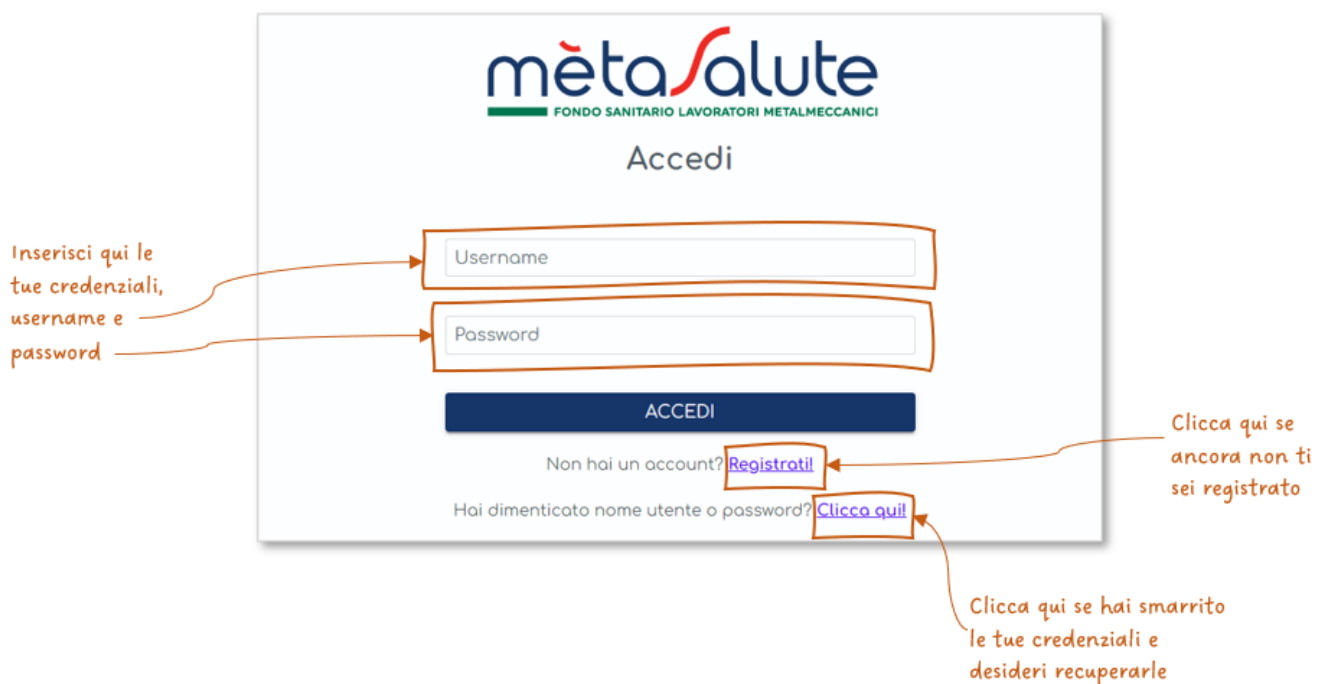 mètaSalute
FONDO SANITARIO LAVORATORI METALMECCANICI
Accedi
Inserisci qui le
tue credenziali,
username e
password
Username
Password
ACCEDI
Non hai un account? Registrati!
Hai dimenticato nome utente o password? Clicca qui!
Clicca qui se
ancora non ti
sei registrato
Clicca qui se hai smarrito
le tue credenziali e
desideri recuperarle